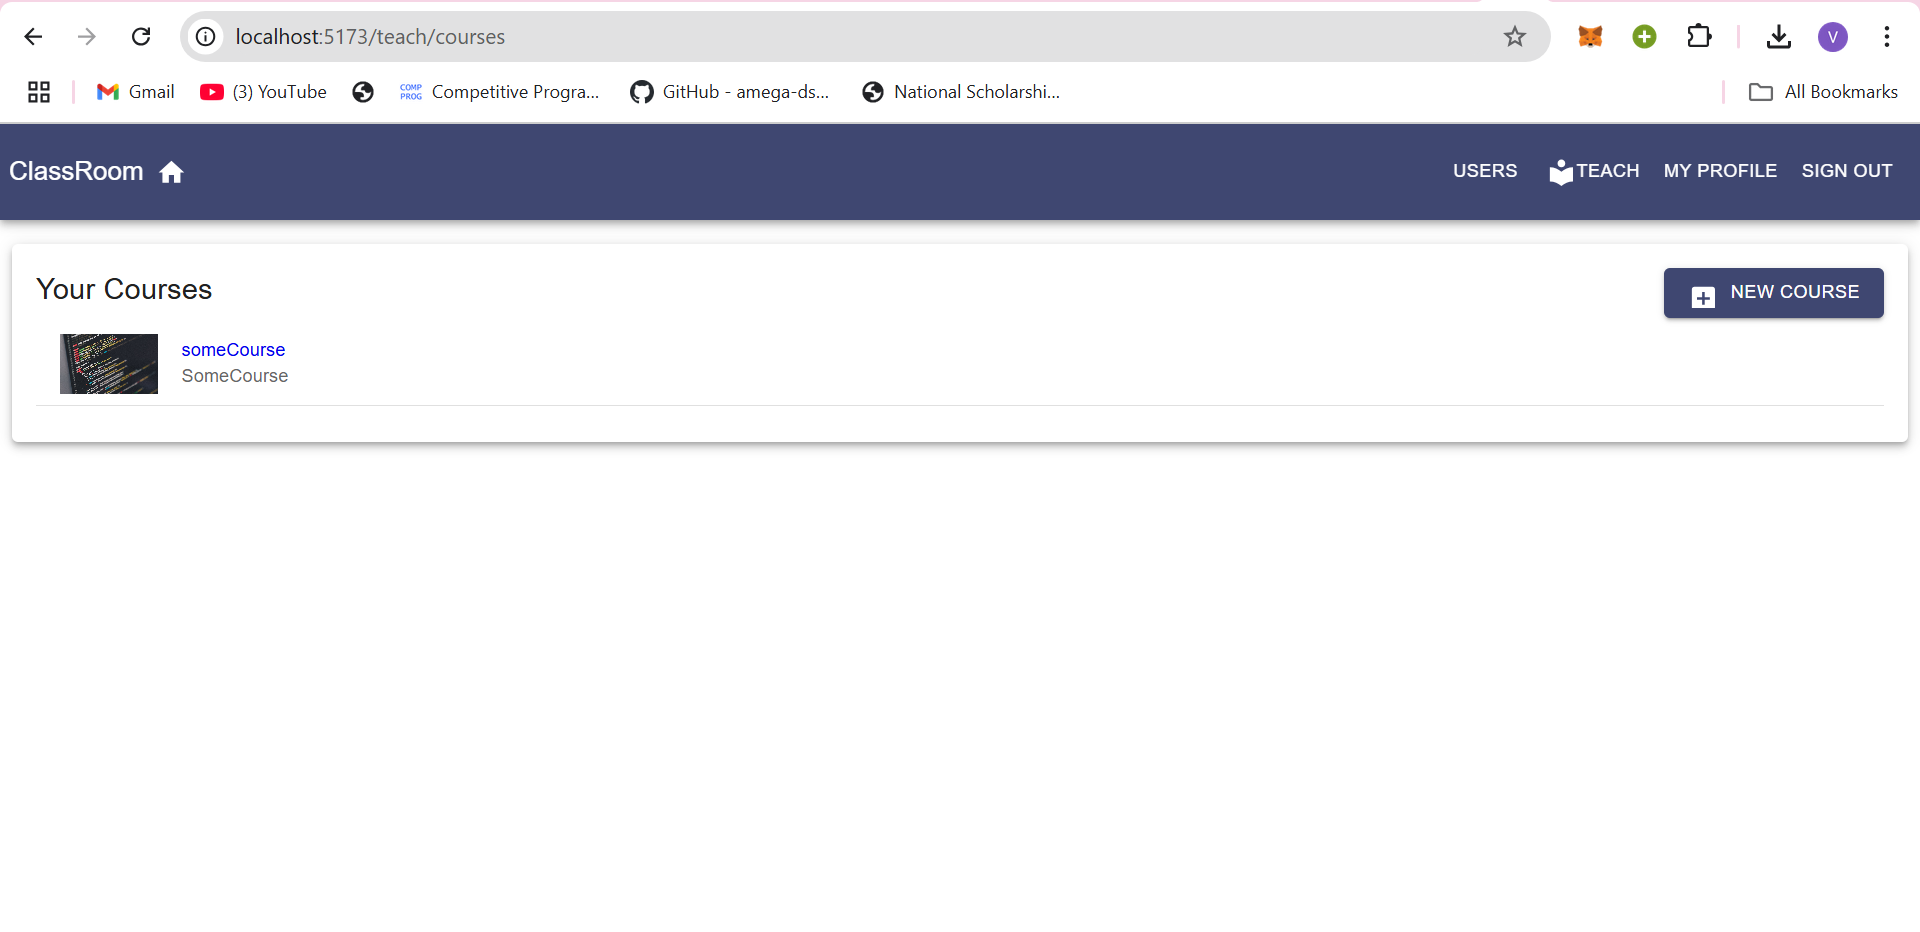 localhost:5173/teach/courses
V
Gmail
(3) YouTube
COMP
PROG
Competitive Progra...
GitHub - amega-ds...
National Scholarshi...
All Bookmarks
ClassRoom
USERS
TEACH
MY PROFILE
SIGN OUT
Your Courses
NEW COURSE
someCourse
SomeCourse